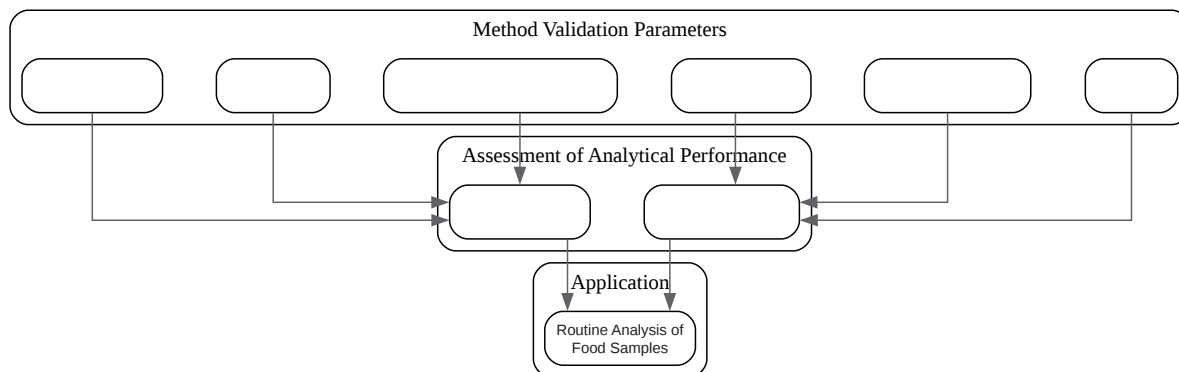 Method Validation Parameters
Assessment of Analytical Performance
Application
Routine Analysis of
Food Samples